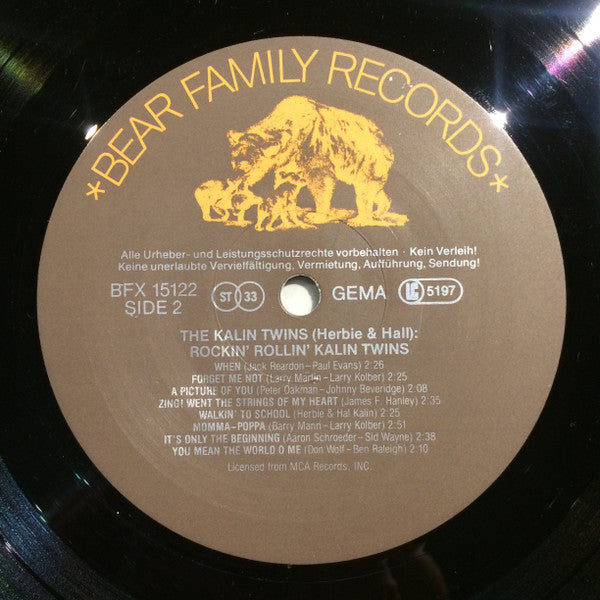 *BEAR FAMILY RECORDS*
Alle Urheber- und Leistungsschutzrechte vorbehalten · Kein Verleih!
Keine unerlaubte Vervielfältigung, Vermietung, Aufführung, Sendung!
BFX 15122 ST 33 GEMA LC 5197
SIDE 2
THE KALIN TWINS (Herbie & Hall):
ROCKIN' ROLLIN' KALIN TWINS
WHEN (Jack Reardon – Paul Evans) 2:26
FORGET ME NOT (Larry Martin – Larry Kolber) 2:25
A PICTURE OF YOU (Peter Oakman – Johnny Beveridge) 2:08
ZING! WENT THE STRINGS OF MY HEART (James F. Hanley) 2:35
WALKIN' TO SCHOOL (Herbie & Hal Kalin) 2:25
MOMMA-POPPA (Barry Mann – Larry Kolber) 2:51
IT'S ONLY THE BEGINNING (Aaron Schroeder – Sid Wayne) 2:38
YOU MEAN THE WORLD O ME (Don Wolf – Ben Raleigh) 2:10
Licensed from MCA Records, INC.